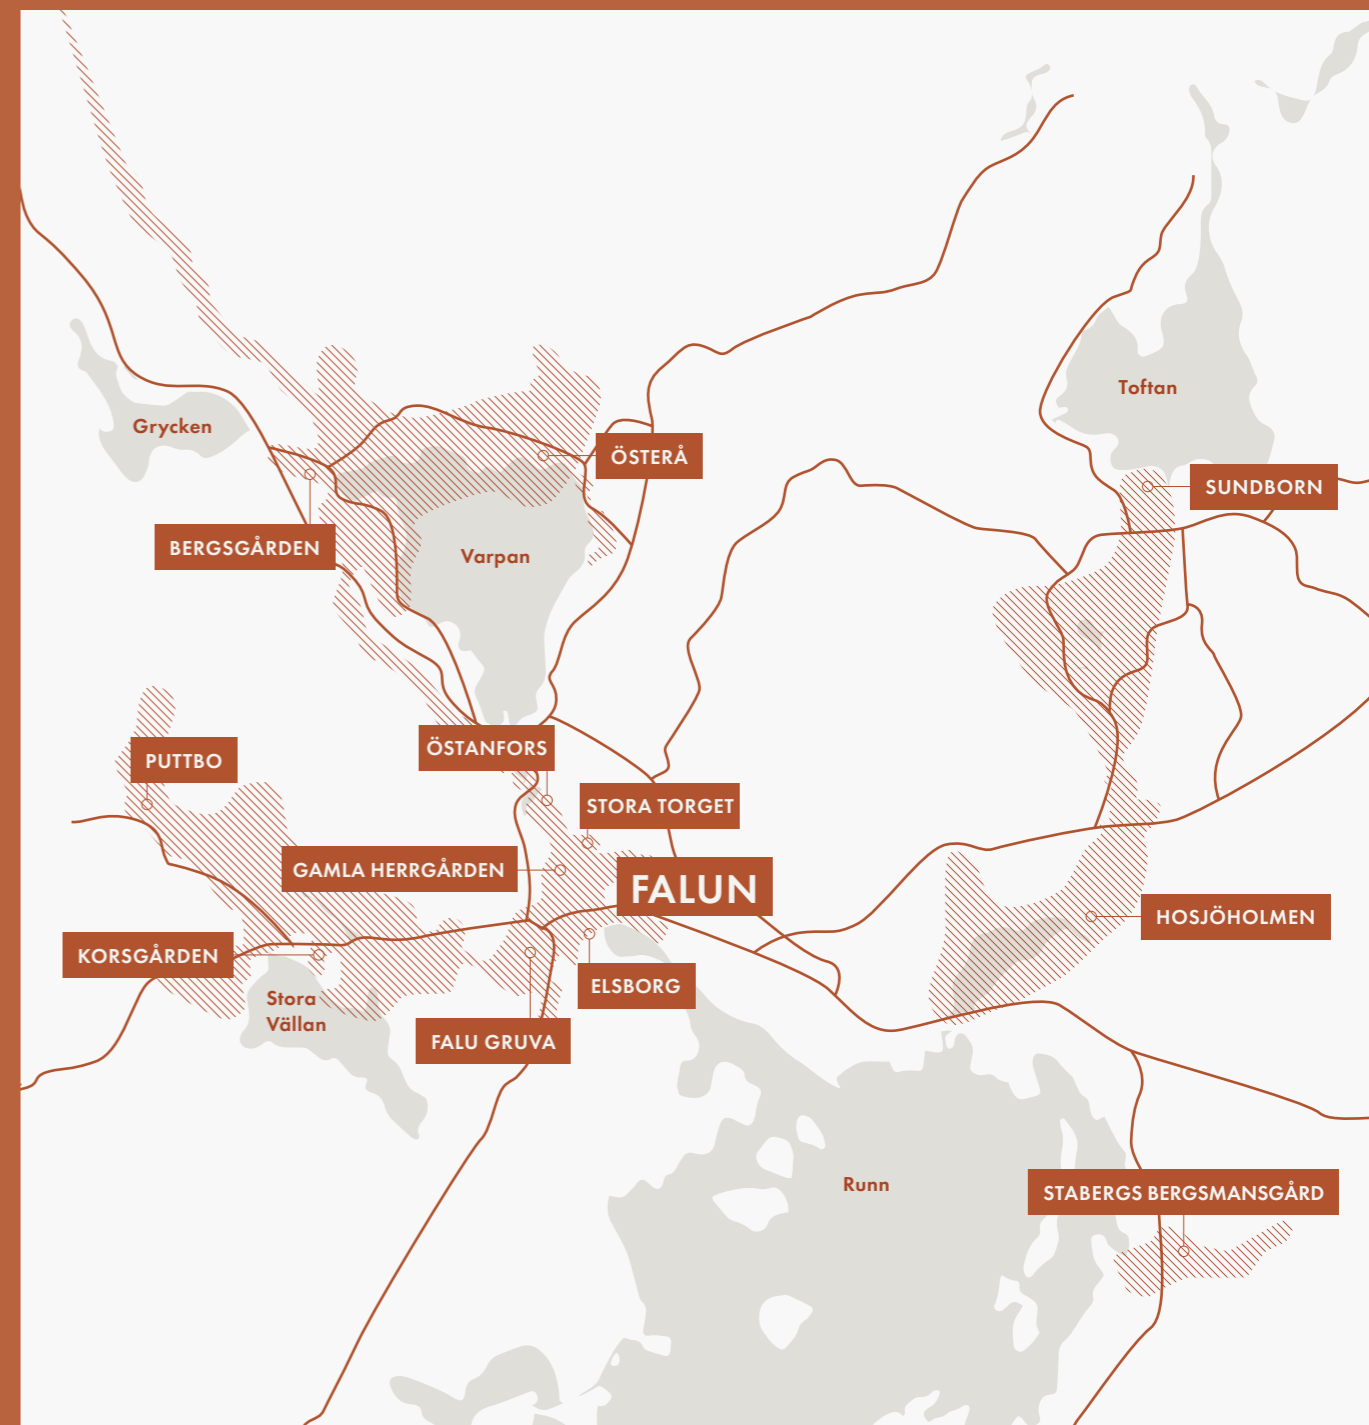 Toftan
Grycken
ÖSTERÅ
SUNDBORN
BERGSGÅRDEN
Varpan
ÖSTANFORS
PUTTBO
STORA TORGET
GAMLA HERRGÅRDEN
FALUN
HOSJÖHOLMEN
KORSGÅRDEN
ELSBORG
Stora
Vällan
FALU GRUVA
Runn
STABERGS BERGSMANSGÅRD